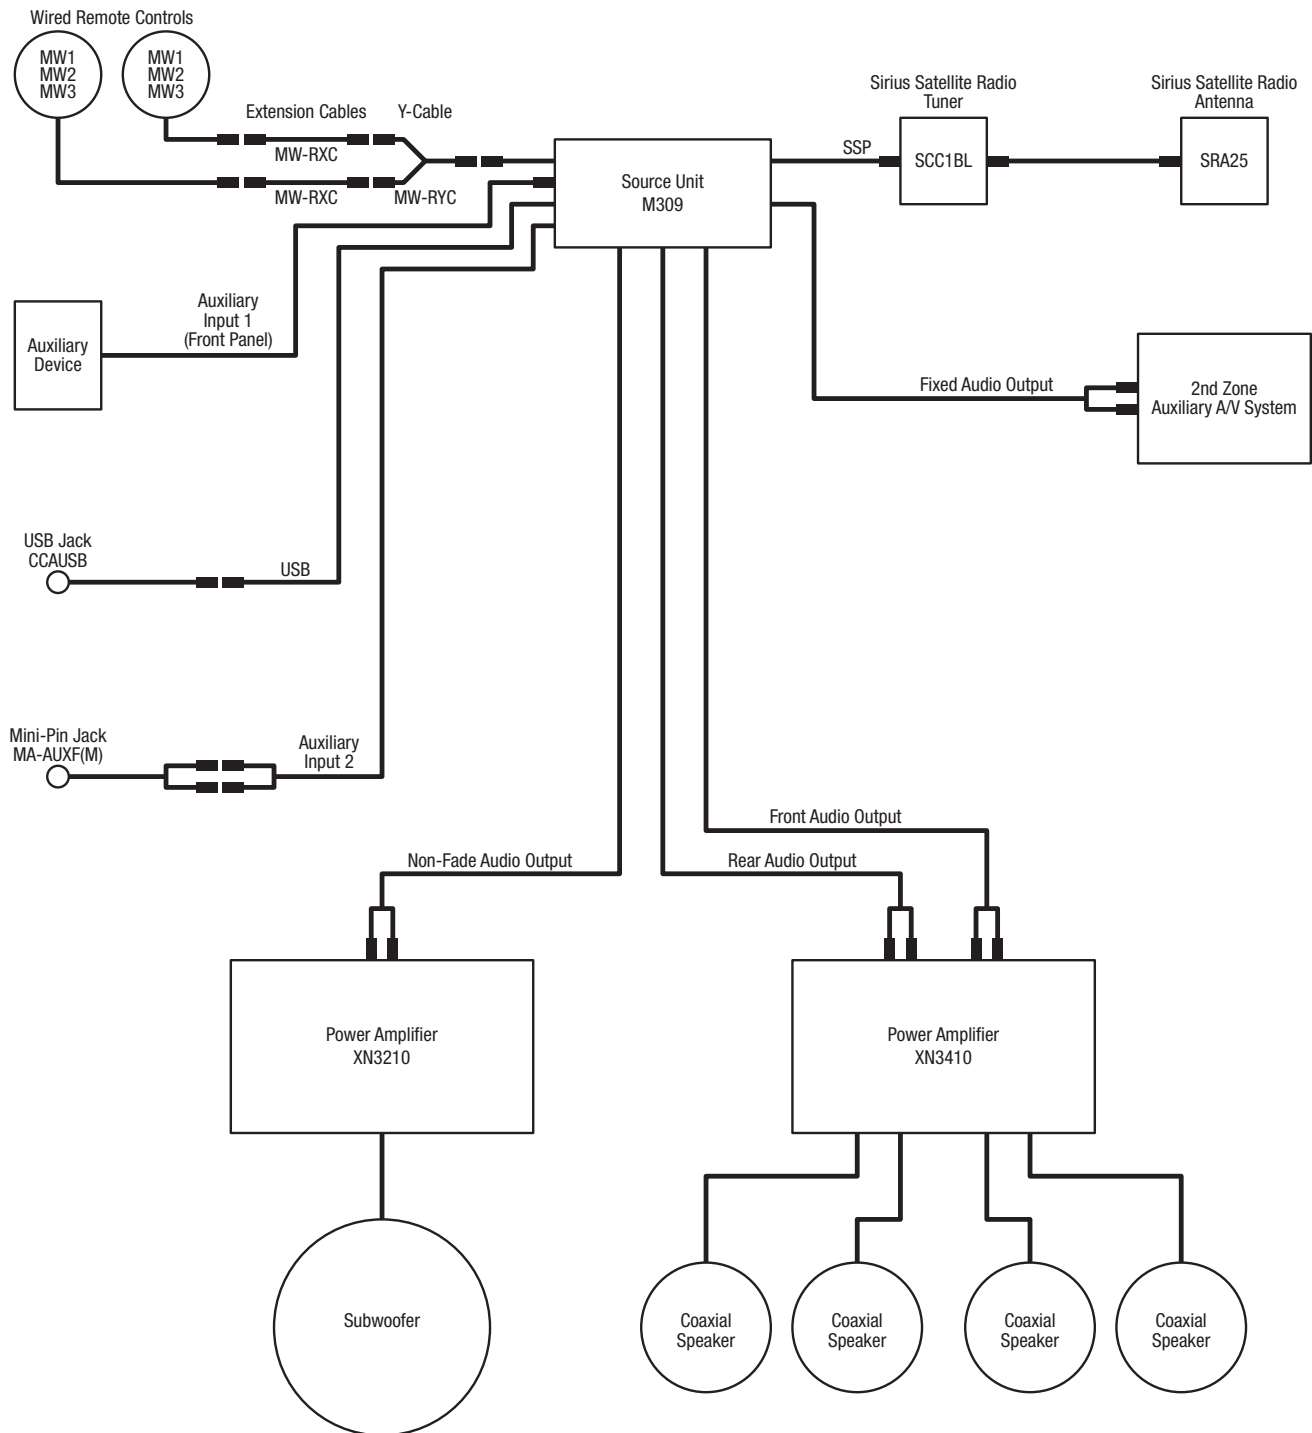 Wired Remote Controls
MW1
MW2
MW3
MW1
MW2
MW3
Extension Cables
Y-Cable
MW-RXC
MW-RXC
MW-RYC
Source Unit
M309
SSP
Sirius Satellite Radio
Tuner
SCC1BL
Sirius Satellite Radio
Antenna
SRA25
Auxiliary
Device
Auxiliary
Input 1
(Front Panel)
Fixed Audio Output
2nd Zone
Auxiliary A/V System
USB Jack
CCAUSB
USB
Mini-Pin Jack
MA-AUXF(M)
Auxiliary
Input 2
Front Audio Output
Non-Fade Audio Output
Rear Audio Output
Power Amplifier
XN3210
Power Amplifier
XN3410
Subwoofer
Coaxial
Speaker
Coaxial
Speaker
Coaxial
Speaker
Coaxial
Speaker